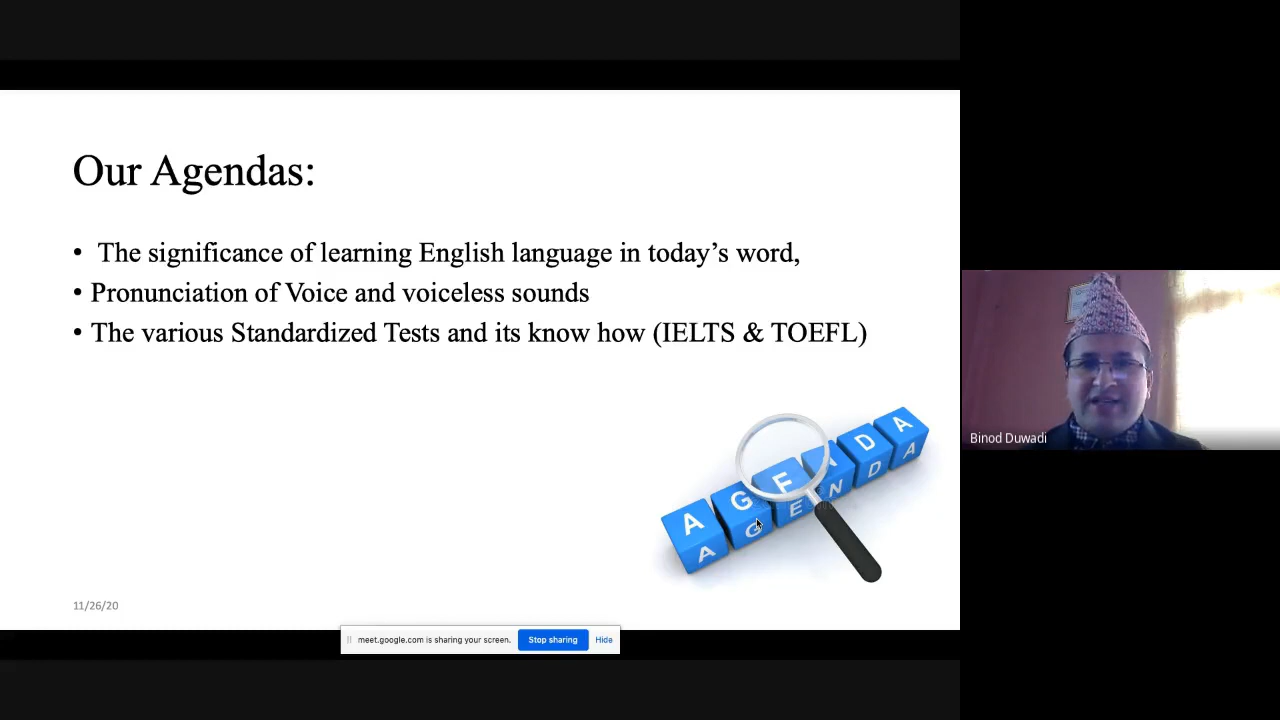 Our Agendas:
• The significance of learning English language in today’s word,
• Pronunciation of Voice and voiceless sounds
• The various Standardized Tests and its know how (IELTS & TOEFL)
AGENDA
AGENDA
11/26/20
meet.google.com is sharing your screen. Stop sharing Hide
Binod Duwadi